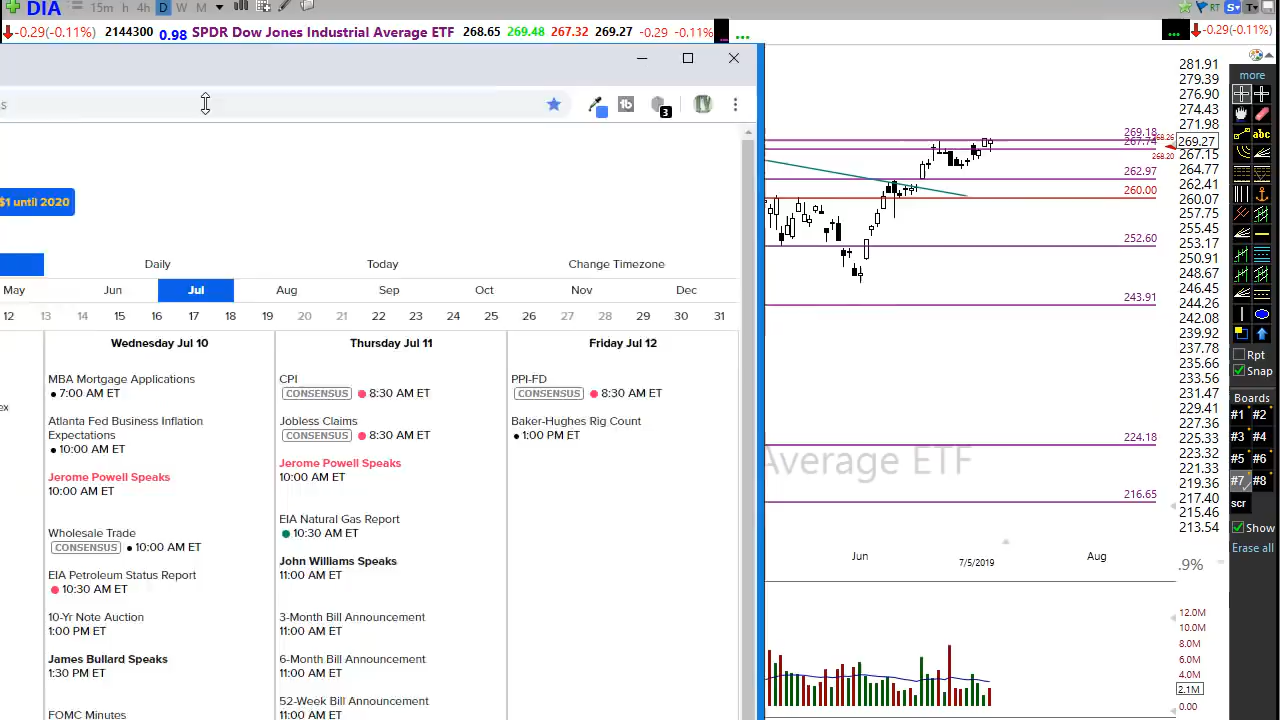 DIA
15m h 4h D W M
RT S T
-0.29(-0.11%) 2144300 0.98 SPDR Dow Jones Industrial Average ETF 268.65 269.48 267.32 269.27 -0.29 -0.11% ...
... -0.29(-0.11%)
s
3
$1 until 2020
Daily Today Change Timezone
May Jun Jul Aug Sep Oct Nov Dec
12 13 14 15 16 17 18 19 20 21 22 23 24 25 26 27 28 29 30 31
Wednesday Jul 10
MBA Mortgage Applications
7:00 AM ET
Atlanta Fed Business Inflation
Expectations
10:00 AM ET
Jerome Powell Speaks
10:00 AM ET
Wholesale Trade
CONSENSUS 10:00 AM ET
EIA Petroleum Status Report
10:30 AM ET
10-Yr Note Auction
1:00 PM ET
James Bullard Speaks
1:30 PM ET
FOMC Minutes
Thursday Jul 11
CPI
CONSENSUS 8:30 AM ET
Jobless Claims
CONSENSUS 8:30 AM ET
Jerome Powell Speaks
10:00 AM ET
EIA Natural Gas Report
10:30 AM ET
John Williams Speaks
11:00 AM ET
3-Month Bill Announcement
11:00 AM ET
6-Month Bill Announcement
11:00 AM ET
52-Week Bill Announcement
11:00 AM ET
Friday Jul 12
PPI-FD
CONSENSUS 8:30 AM ET
Baker-Hughes Rig Count
1:00 PM ET
ex
269.18
267.74
268.26
268.20
262.97
260.00
252.60
243.91
224.18
216.65
Average ETF
Jun 7/5/2019 Aug
.9%
281.91
279.39
276.90
274.43
271.98
269.27
267.15
264.77
262.41
260.07
257.75
255.45
253.17
250.91
248.67
246.45
244.26
242.08
239.92
237.78
235.66
233.56
231.47
229.41
227.36
225.33
223.32
221.33
219.36
217.40
215.46
213.54
12.0M
10.0M
8.0M
6.0M
4.0M
2.1M
0.00
more
abc
Rpt
Snap
Boards
#1 #2
#3 #4
#5 #6
#7 #8
scr
Show
Erase all